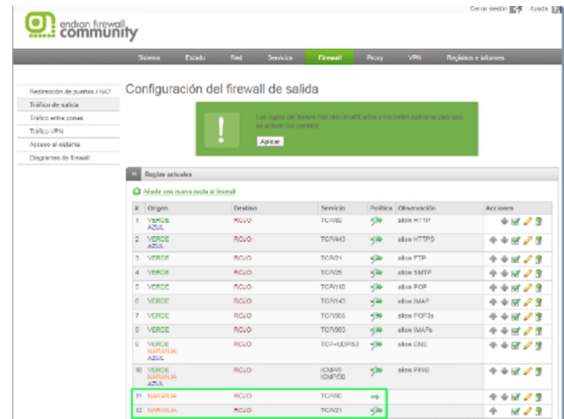 Cerrar sesión Ayuda
endian firewall
community
Sistema Estado Red Servicios Firewall Proxy VPN Registros e informes
Redirección de puertos / NAT
Tráfico de salida
Tráfico entre zonas
Tráfico VPN
Acceso al sistema
Diagramas de firewall
Configuración del firewall de salida
Aplicar
Reglas actuales
Añadir una nueva regla al firewall
# Origen Destino Servicio Política Observación Acciones
1 VERDE ROJO TCP/80 allow HTTP
AZUL
2 VERDE ROJO TCP/443 allow HTTPS
AZUL
3 VERDE ROJO TCP/21 allow FTP
4 VERDE ROJO TCP/25 allow SMTP
5 VERDE ROJO TCP/110 allow POP
6 VERDE ROJO TCP/143 allow IMAP
7 VERDE ROJO TCP/995 allow POP3s
8 VERDE ROJO TCP/993 allow IMAPs
9 VERDE ROJO TCP+UDP/53 allow DNS
NARANJA
AZUL
10 VERDE ROJO ICMP/8 allow PING
NARANJA ICMP/30
AZUL
11 NARANJA ROJO TCP/80
12 NARANJA ROJO TCP/21